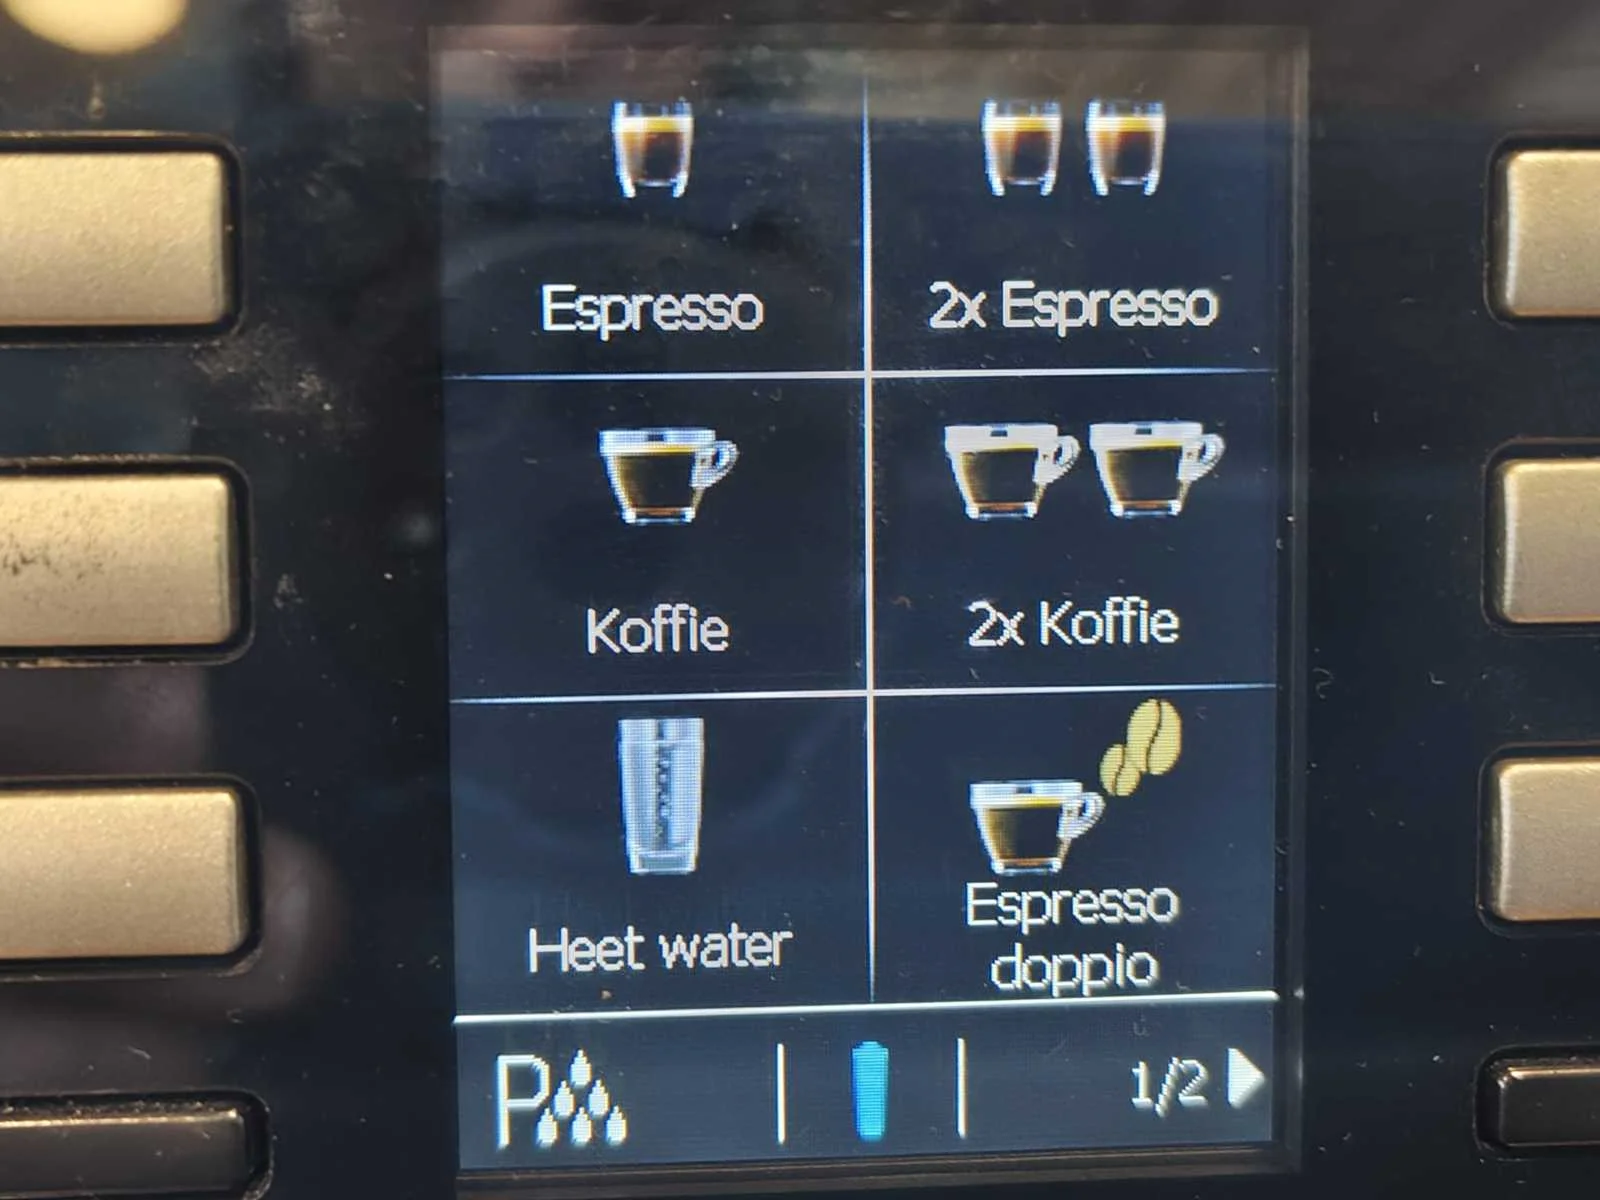 Espresso
2x Espresso
Koffie
2x Koffie
Heet water
Espresso
doppio
P
1/2